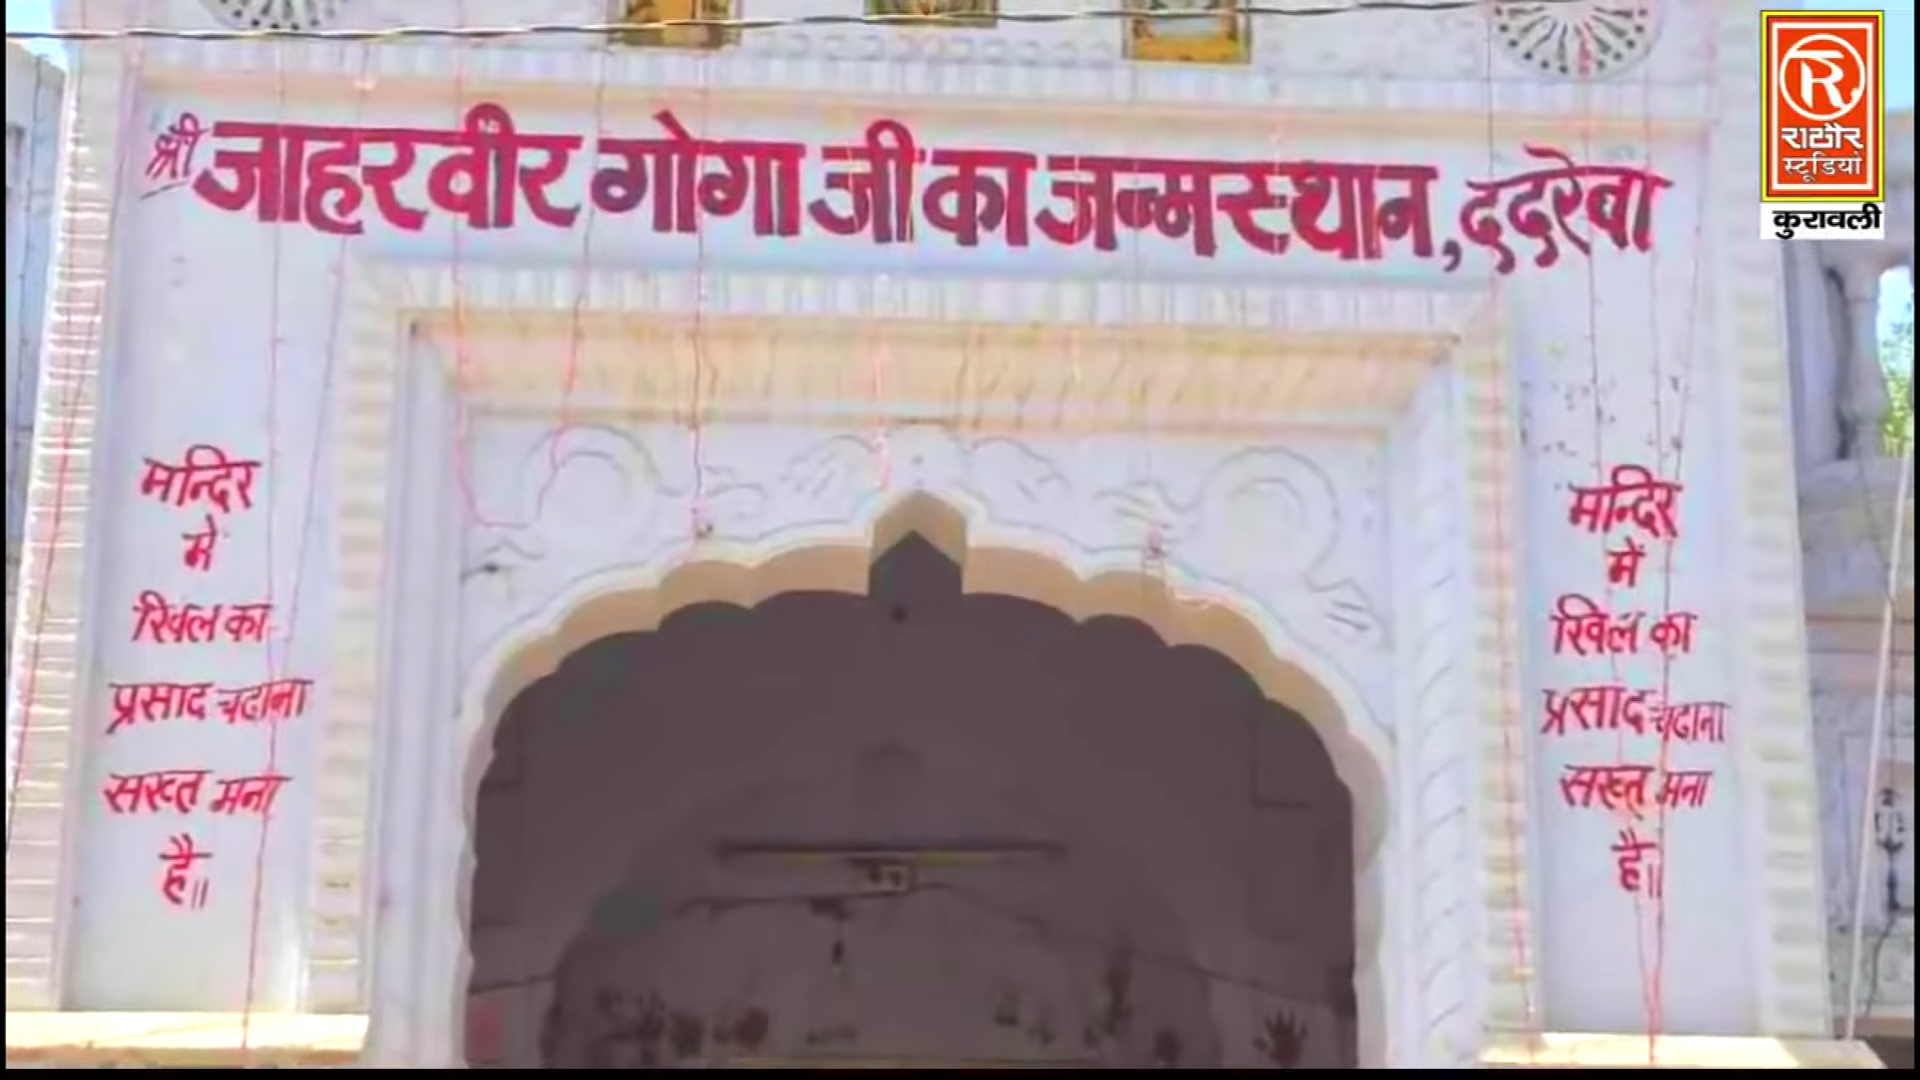 श्री जाहरवीर गोगा जी का जन्मस्थान, ददरेवा
मन्दिर
मे
खिल का
प्रसाद चढाना
सख्त मना
है॥
मन्दिर
में
खिल का
प्रसाद चढाना
सख्त मना
है॥
R
राठौर
स्टूडियो
कुरावली